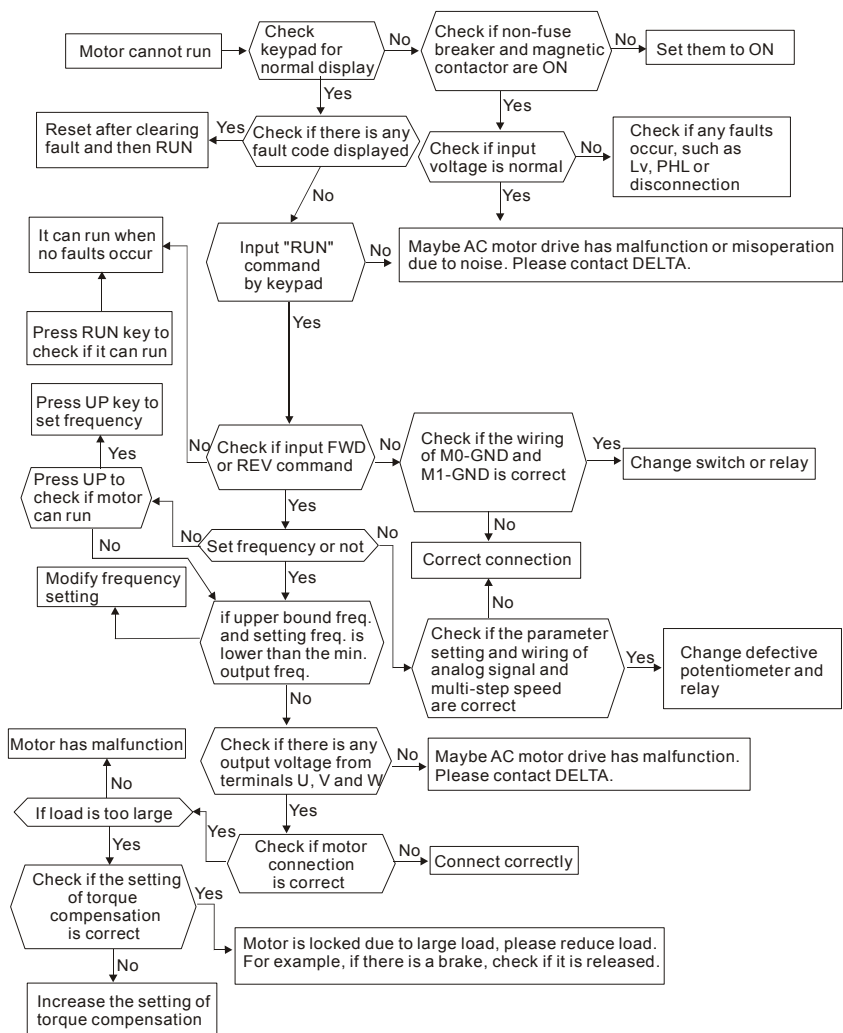 Motor cannot run
Check
keypad for
normal display
No
Check if non-fuse
breaker and magnetic
contactor are ON
No
Set them to ON
Yes
Yes
Reset after clearing
fault and then RUN
Yes
Check if there is any
fault code displayed
Check if input
voltage is normal
No
Check if any faults
occur, such as
Lv, PHL or
disconnection
No
Yes
It can run when
no faults occur
Input "RUN"
command
by keypad
No
Maybe AC motor drive has malfunction or misoperation
due to noise. Please contact DELTA.
Yes
Press RUN key to
check if it can run
Press UP key to
set frequency
No
Check if input FWD
or REV command
No
Check if the wiring
of M0-GND and
M1-GND is correct
Yes
Change switch or relay
Yes
Press UP to
check if motor
can run
Yes
No
No
No
Set frequency or not
No
Correct connection
Modify frequency
setting
Yes
No
if upper bound freq.
and setting freq. is
lower than the min.
output freq.
Check if the parameter
setting and wiring of
analog signal and
multi-step speed
are correct
Yes
Change defective
potentiometer and
relay
No
Motor has malfunction
Check if there is any
output voltage from
terminals U, V and W
No
Maybe AC motor drive has malfunction.
Please contact DELTA.
No
Yes
If load is too large
Yes
Check if motor
connection
is correct
No
Connect correctly
Yes
Check if the setting
of torque
compensation
is correct
Yes
Motor is locked due to large load, please reduce load.
For example, if there is a brake, check if it is released.
No
Increase the setting of
torque compensation